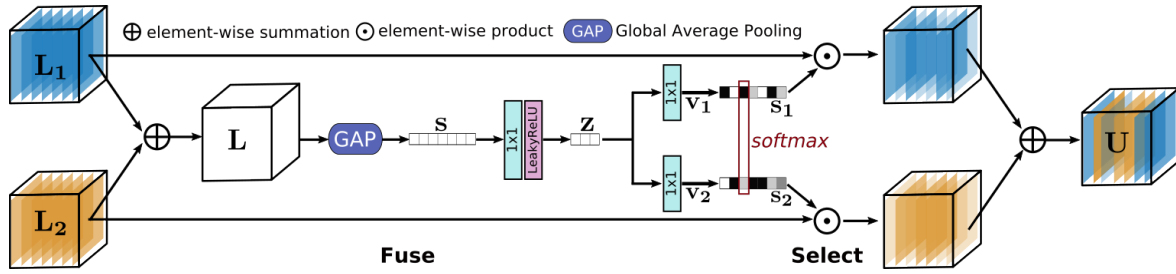 ⊕ element-wise summation ⊙ element-wise product GAP Global Average Pooling
L1
L
GAP
s
1x1
LeakyReLU
z
1x1
v1
s1
softmax
1x1
v2
s2
L2
U
Fuse
Select